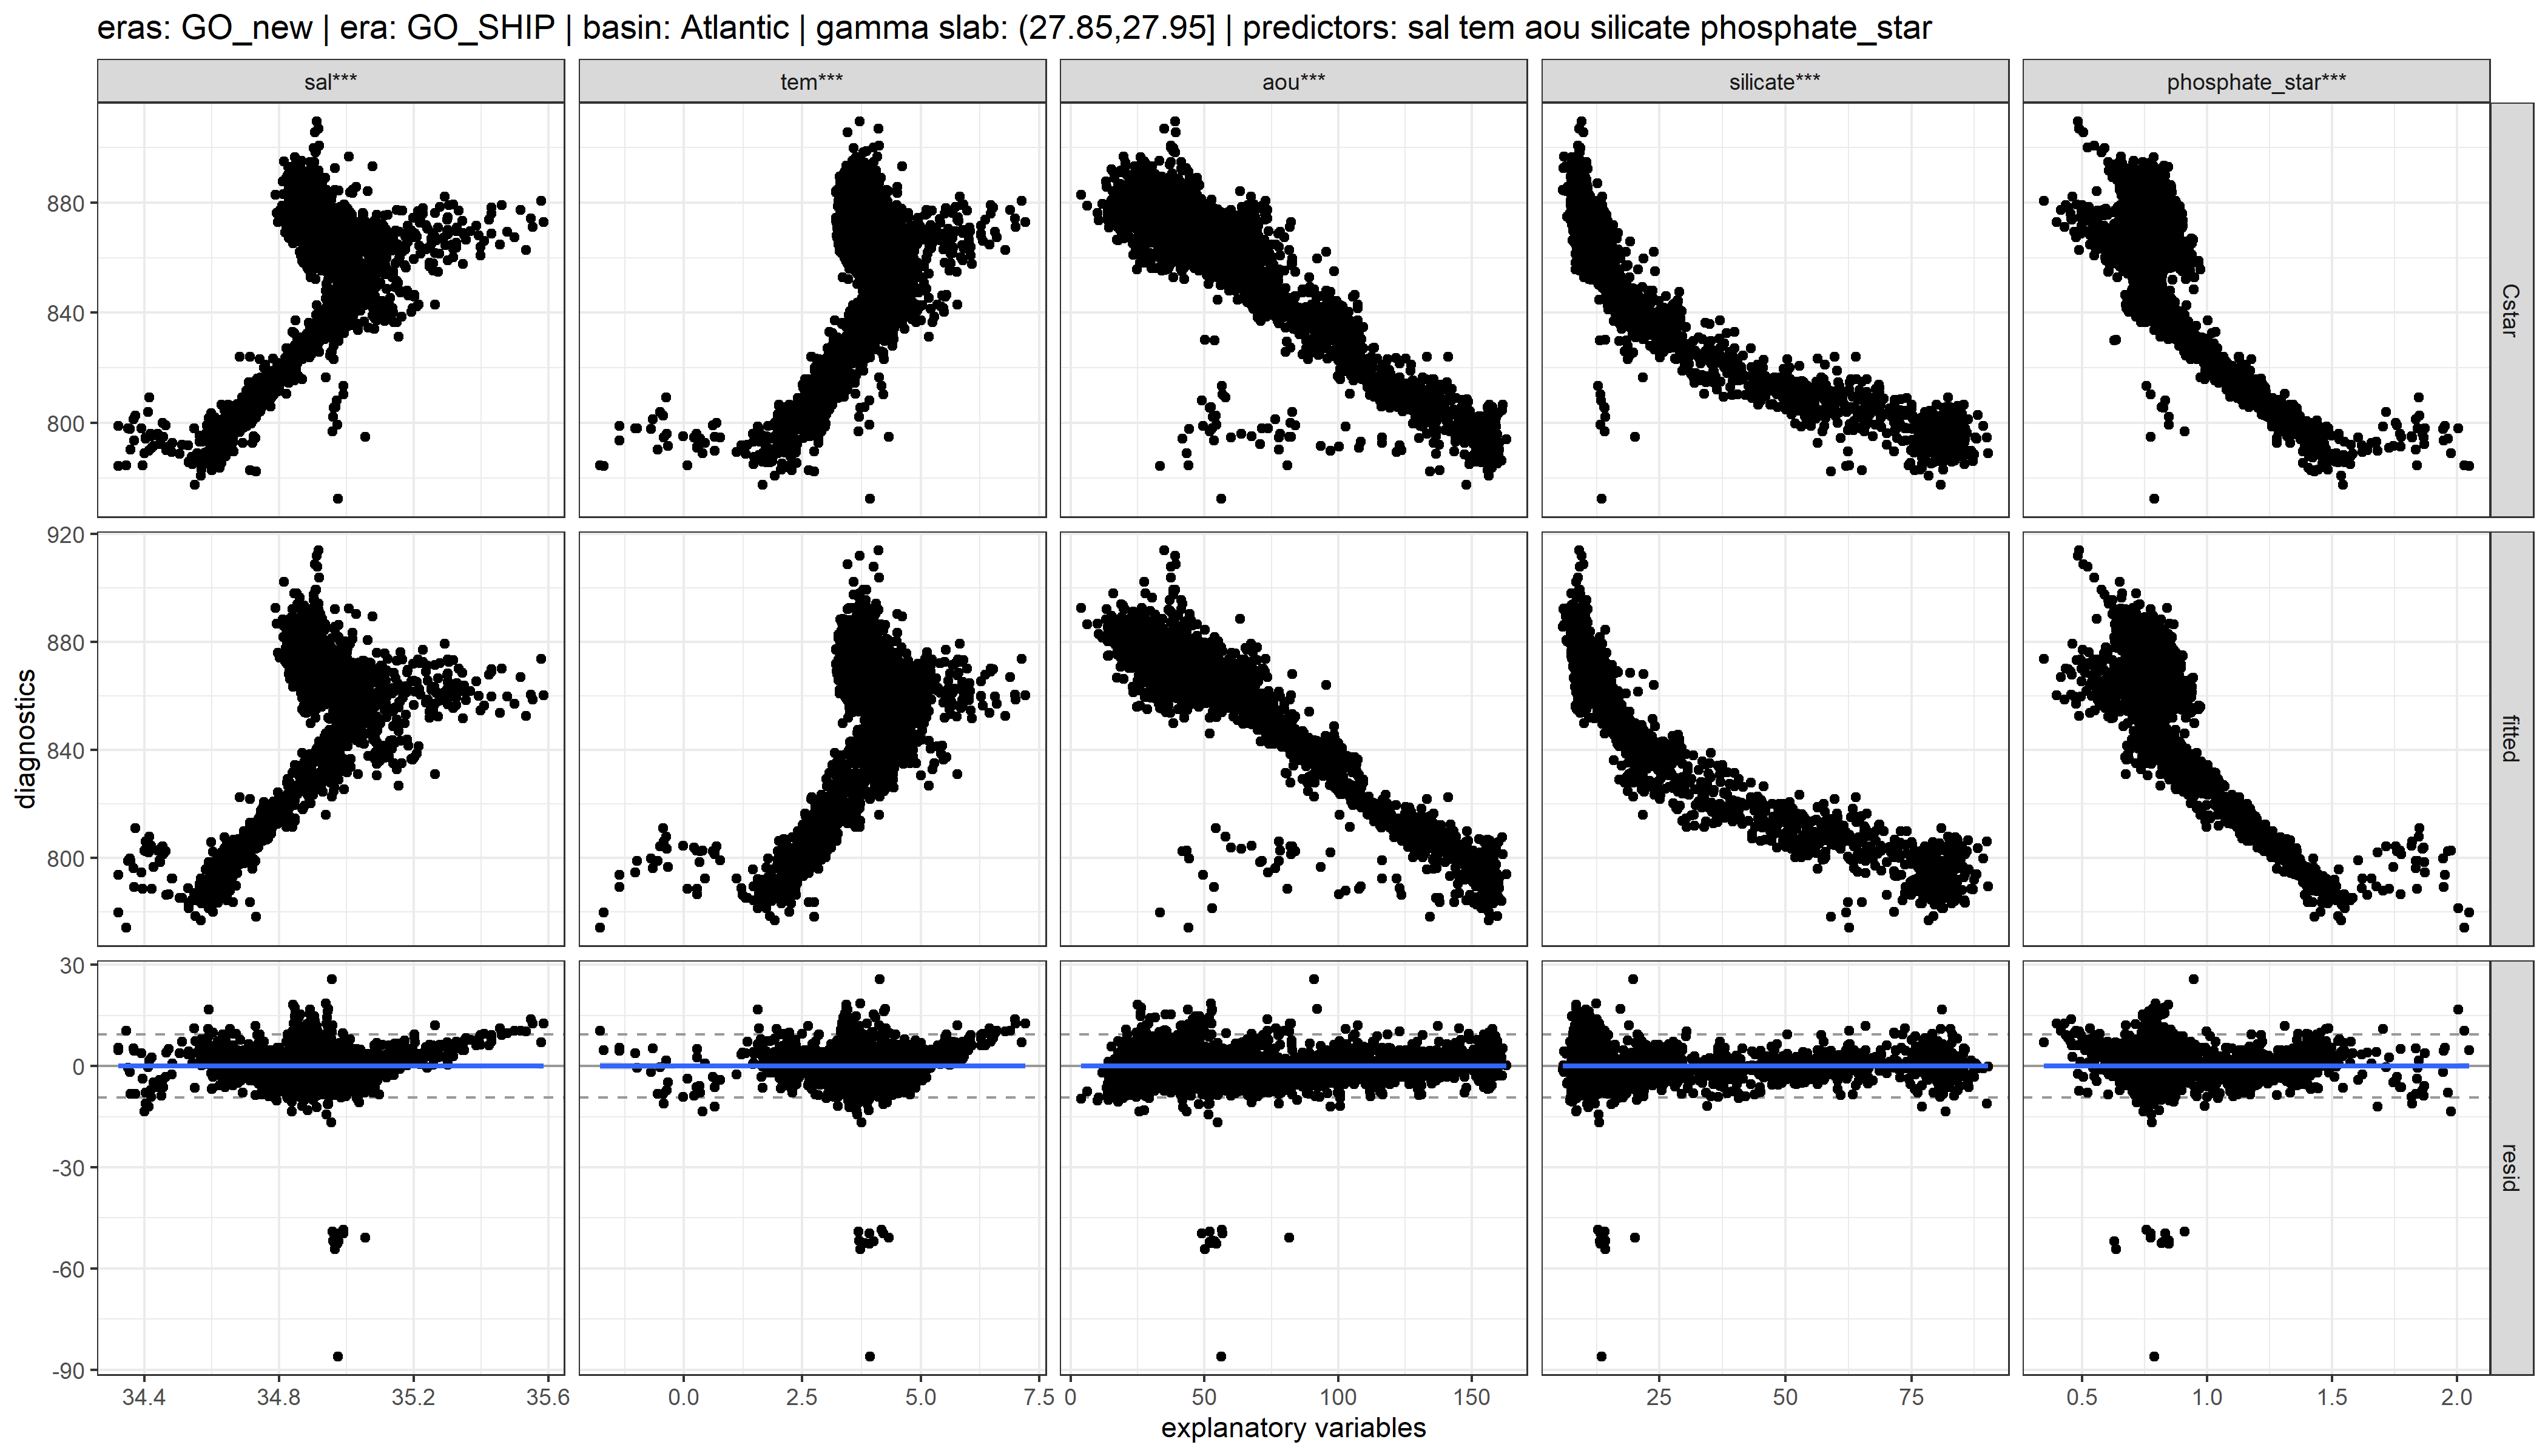 eras: GO_new | era: GO_SHIP | basin: Atlantic | gamma slab: (27.85,27.95] | predictors: sal tem aou silicate phosphate_star
sal*** tem*** aou*** silicate*** phosphate_star***
880
840
800
Cstar
920
880
840
800
fitted
diagnostics
30
0
-30
-60
-90
resid
34.4 34.8 35.2 35.6 0.0 2.5 5.0 7.5 0 50 100 150 25 50 75 0.5 1.0 1.5 2.0
explanatory variables